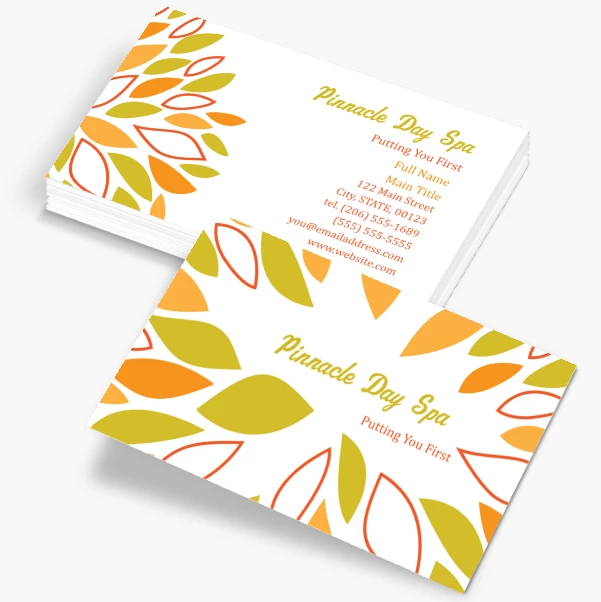 Pinnacle Day Spa
Putting You First
Full Name
Main Title
122 Main Street
City, STATE, 00123
tel. (206) 555-1689
(555) 555-5555
you@emailaddress.com
www.website.com
Pinnacle Day Spa
Putting You First